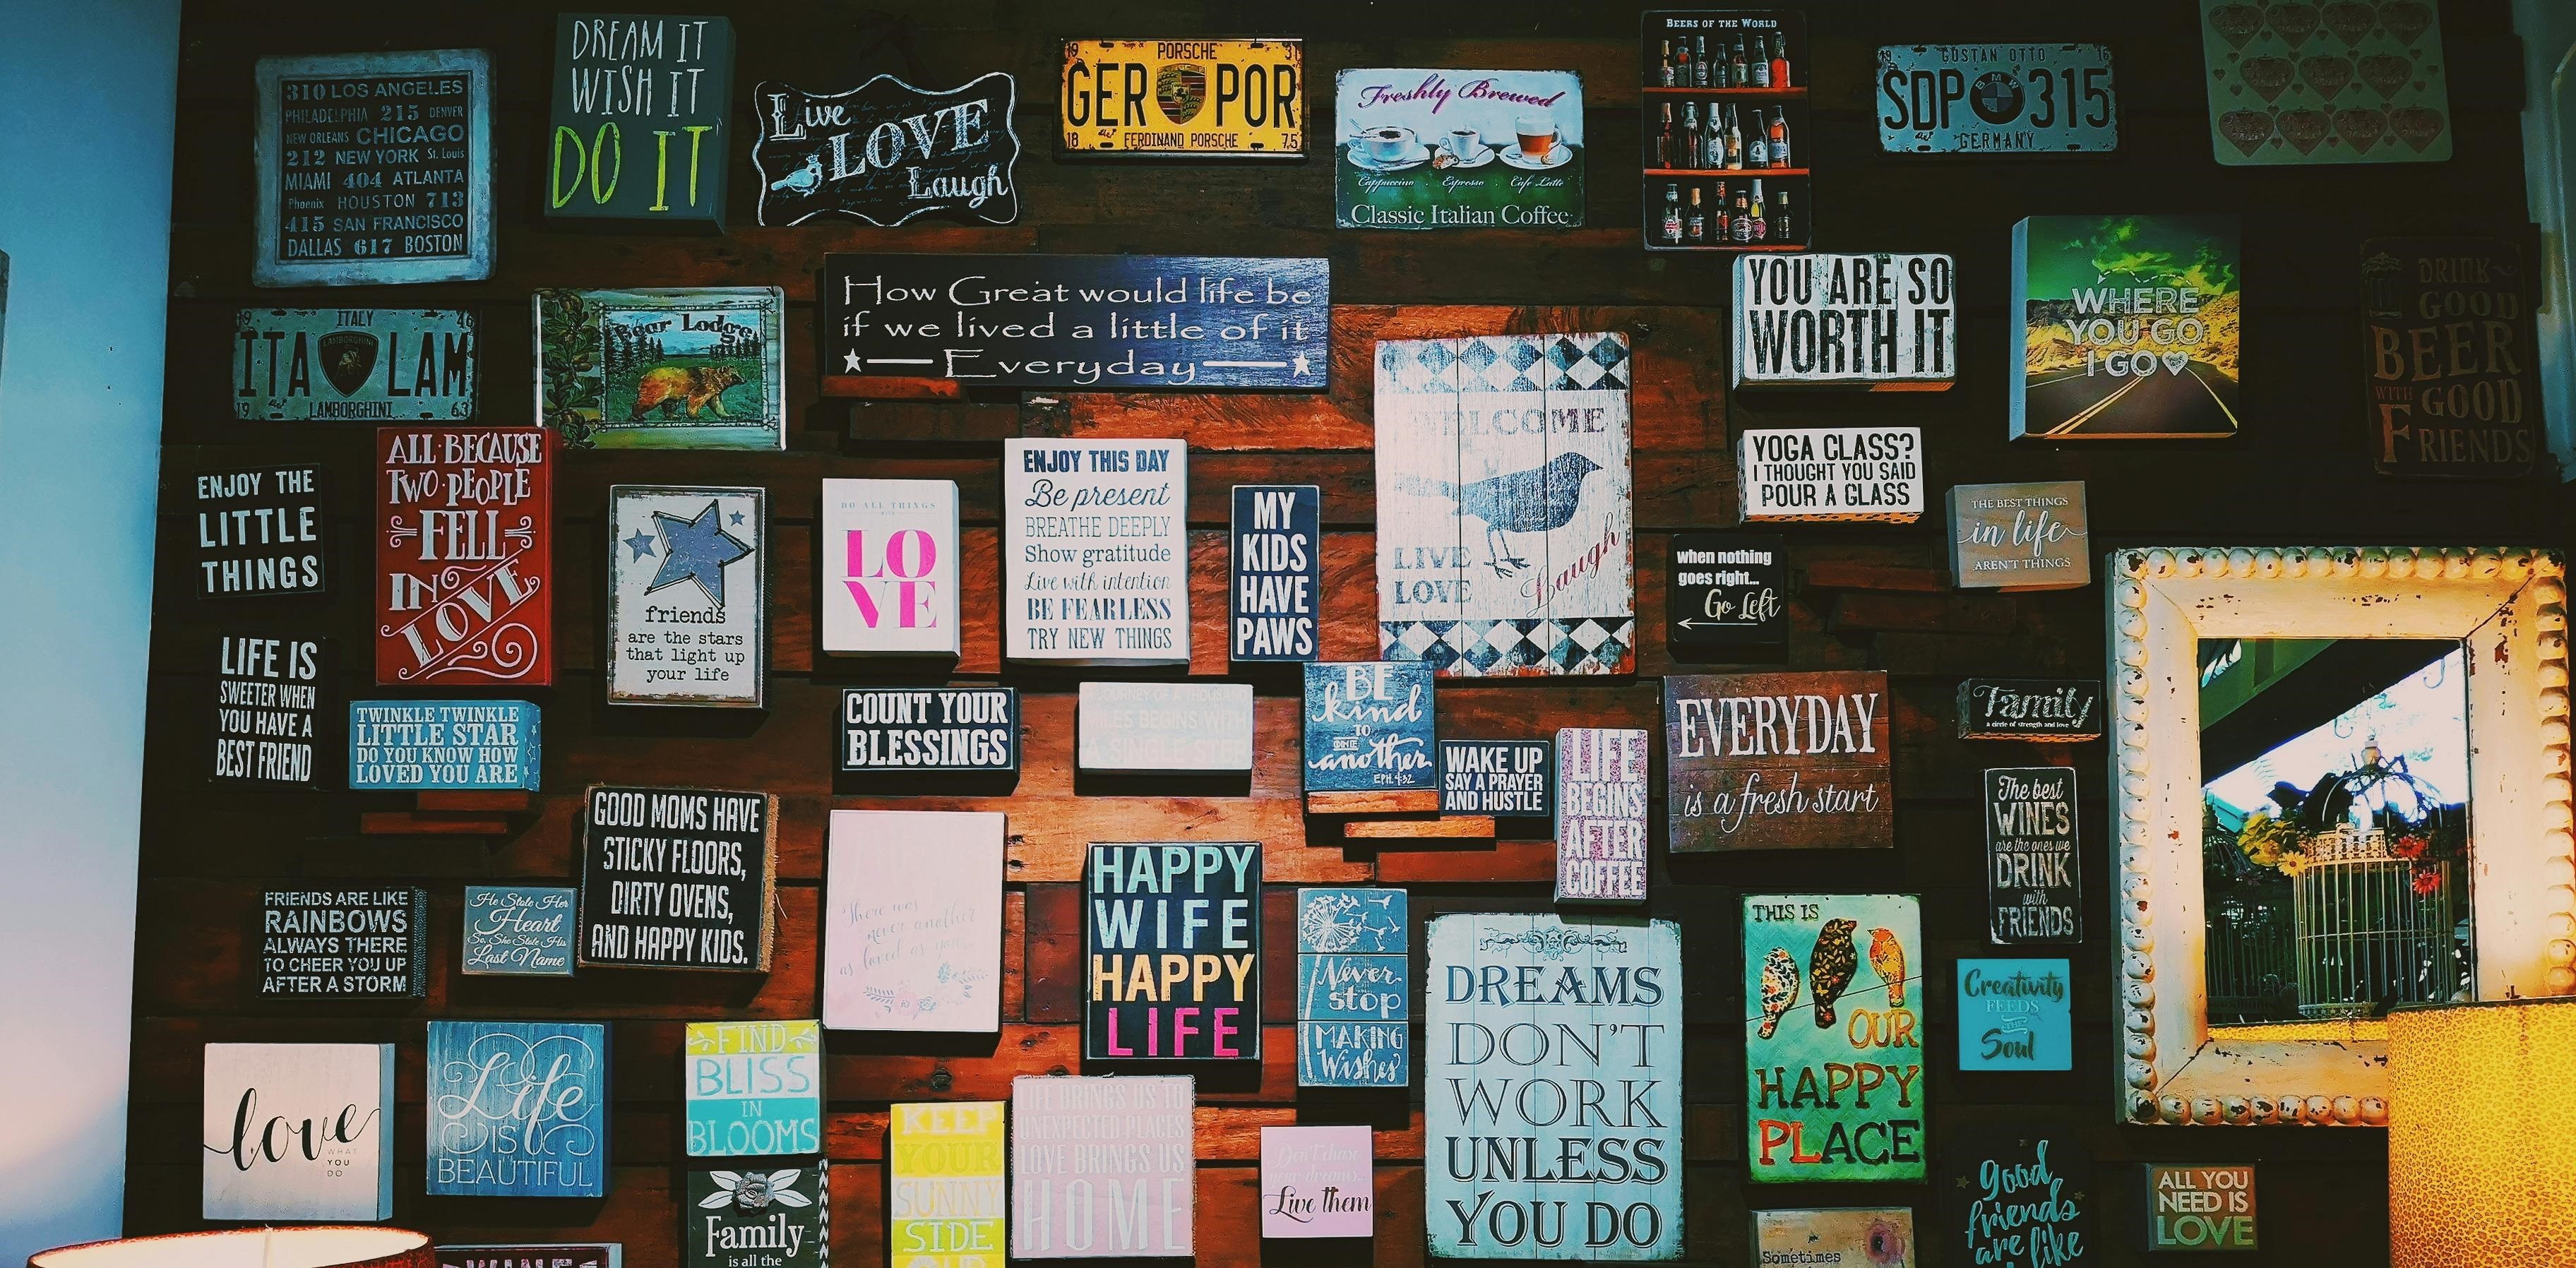 310 LOS ANGELES
PHILADELPHIA 215 DENVER
NEW ORLEANS CHICAGO
212 NEW YORK St. Louis
MIAMI 404 ATLANTA
Phoenix HOUSTON 713
415 SAN FRANCISCO
DALLAS 617 BOSTON
DREAM IT
WISH IT
DO IT
Live
LOVE
Laugh
19 PORSCHE 31
GER POR
18 FERDINAND PORSCHE 75
Freshly Brewed
Cappuccino . Espresso . Cafe Latte
Classic Italian Coffee
BEERS OF THE WORLD
19 GUSTAN OTTO 16
SDP BMW 315
GERMANY
19 ITALY 46
ITA LAMBORGHINI LAM
19 LAMBORGHINI 63
Bear Lodge
How Great would life be
if we lived a little of it
Everyday
YOU ARE SO
WORTH IT
WHERE
YOU GO
I GO
DRINK
GOOD
BEER
WITH GOOD
FRIENDS
ENJOY THE
LITTLE
THINGS
ALL BECAUSE
TWO PEOPLE
FELL
IN
LOVE
friends
are the stars
that light up
your life
DO ALL THINGS
LO
VE
ENJOY THIS DAY
Be present
BREATHE DEEPLY
Show gratitude
Live with intention
BE FEARLESS
TRY NEW THINGS
MY
KIDS
HAVE
PAWS
WELCOME
LIVE
LOVE
Laugh
YOGA CLASS?
I THOUGHT YOU SAID
POUR A GLASS
THE BEST THINGS
in life
AREN'T THINGS
when nothing
goes right...
Go Left
LIFE IS
SWEETER WHEN
YOU HAVE A
BEST FRIEND
TWINKLE TWINKLE
LITTLE STAR
DO YOU KNOW HOW
LOVED YOU ARE
COUNT YOUR
BLESSINGS
JOURNEY OF A THOUSAND
MILES BEGINS WITH
A SINGLE STEP
BE
kind
TO
ONE
another
EPH. 4:32
WAKE UP
SAY A PRAYER
AND HUSTLE
LIFE
BEGINS
AFTER
COFFEE
EVERYDAY
is a fresh start
Family
a circle of strength and love
The best
WINES
are the ones we
DRINK
with
FRIENDS
GOOD MOMS HAVE
STICKY FLOORS,
DIRTY OVENS,
AND HAPPY KIDS.
FRIENDS ARE LIKE
RAINBOWS
ALWAYS THERE
TO CHEER YOU UP
AFTER A STORM
He Stole Her
Heart
So She Stole His
Last Name
There was
never another
as loved as you
HAPPY
WIFE
HAPPY
LIFE
Never
stop
MAKING
Wishes
DREAMS
DON'T
WORK
UNLESS
YOU DO
THIS IS
OUR
HAPPY
PLACE
Creativity
FEEDS
THE
Soul
love
WHAT
YOU
DO
Life
IS
BEAUTIFUL
FIND
BLISS
IN
BLOOMS
Family
is all the
KEEP
YOUR
SUNNY
SIDE
LIFE BRINGS US TO
UNEXPECTED PLACES
LOVE BRINGS US
HOME
Don't chase
your dreams...
Live them
Sometimes
Good
friends
are like
ALL YOU
NEED IS
LOVE
WINE